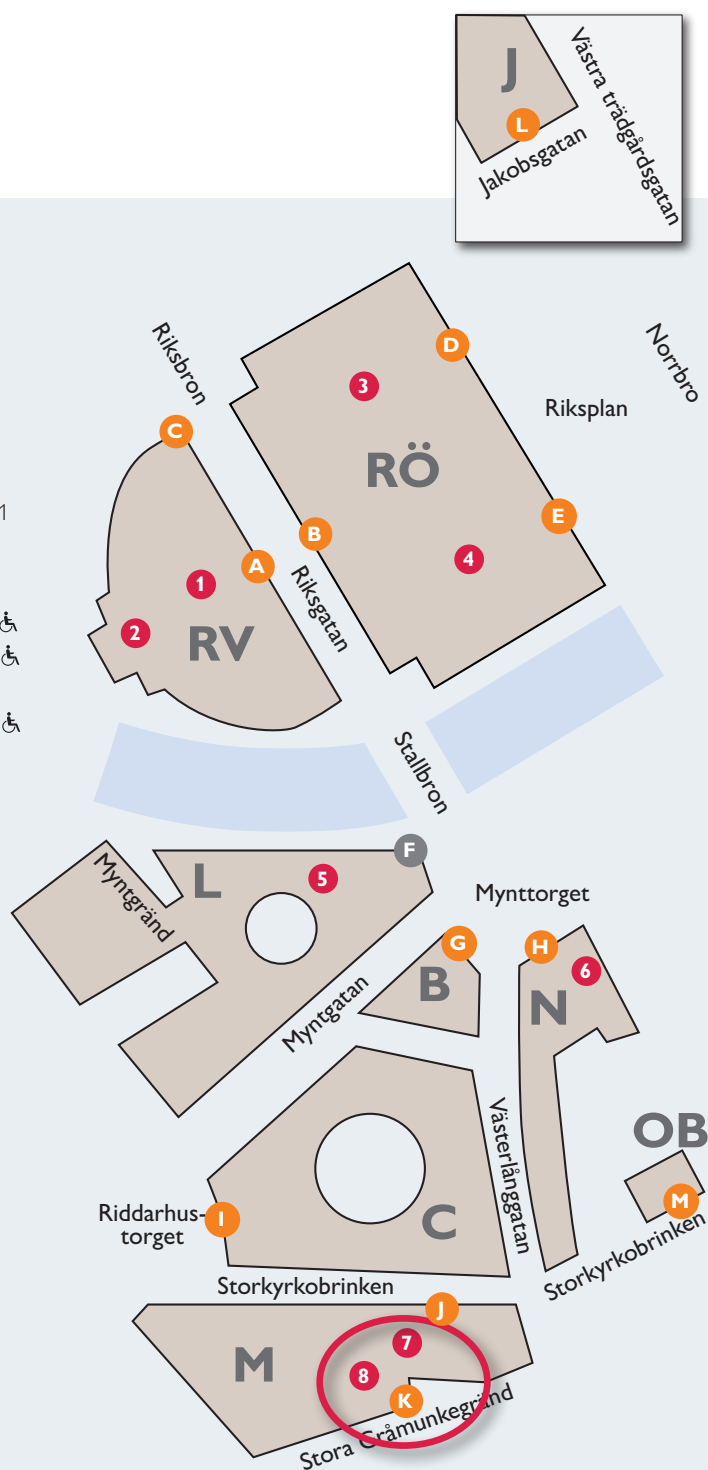 J
L
Jakobsgatan
Västra trädgårdsgatan
Riksbron
Norrbro
D
3
Riksplan
C
RÖ
1
B
E
A
4
Riksgatan
1
2
RV
Stallbron
F
L
5
Myntgränd
Mynttorget
G
H
B
6
N
Myntgatan
Västerlånggatan
OB
M
Riddarhus-
torget
I
C
Storkyrkobrinken
Storkyrkobrinken
J
M
7
8
K
Stora Gråmunkegränd